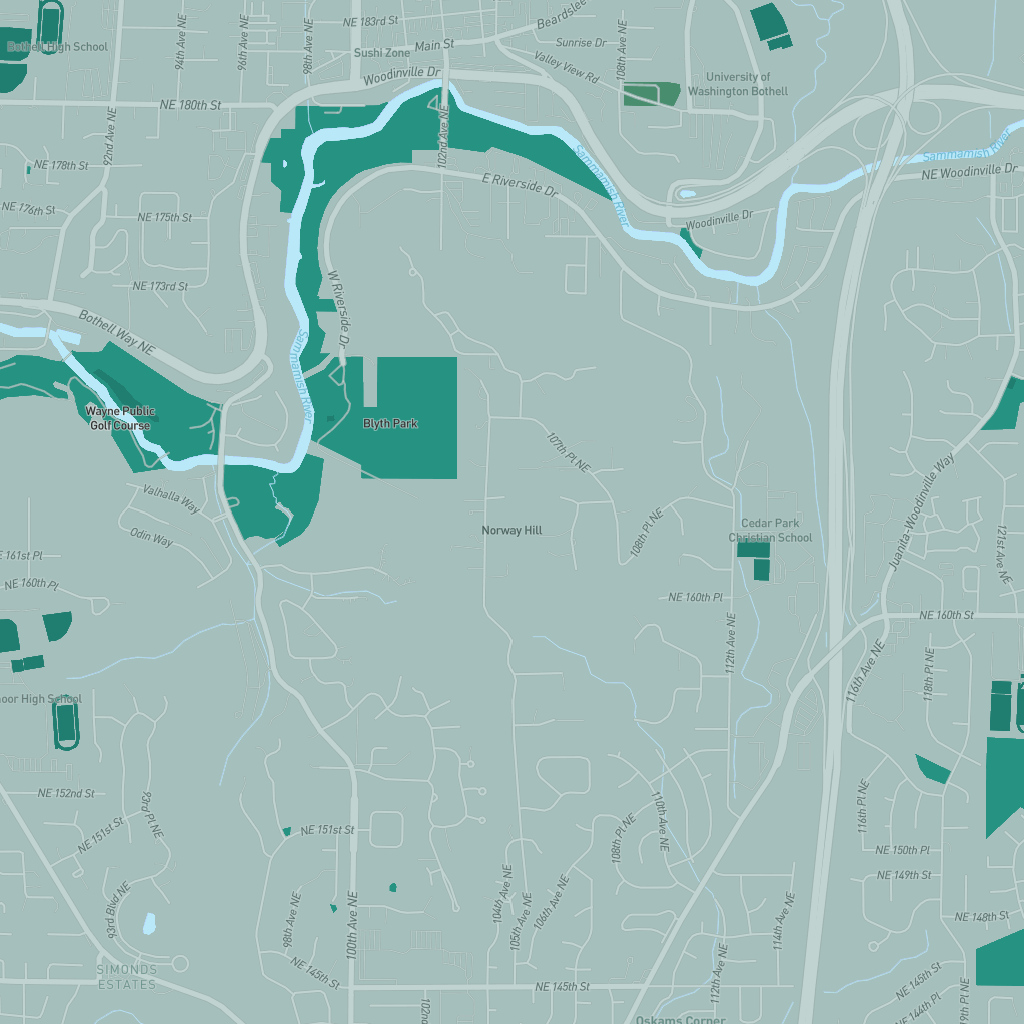 NE 183rd St
94th Ave NE
96th Ave NE
98th Ave NE
Main St
Sushi Zone
Sunrise Dr
Valley View Rd
108th Ave NE
Bothell High School
Woodinville Dr
University of
Washington Bothell
NE 180th St
92nd Ave NE
102nd Ave NE
Sammamish River
Sammamish River
NE Woodinville Dr
NE 178th St
E Riverside Dr
NE 176th St
NE 175th St
Woodinville Dr
NE 173rd St
W Riverside Dr
Bothell Way NE
Sammamish River
Wayne Public
Golf Course
Blyth Park
107th Pl NE
Juanita-Woodinville Way
Valhalla Way
Odin Way
Norway Hill
108th Pl NE
Cedar Park
Christian School
121st Ave NE
NE 161st Pl
NE 160th Pl
NE 160th Pl
NE 160th St
112th Ave NE
116th Ave NE
118th Pl NE
oor High School
NE 152nd St
93rd Pl NE
NE 151st St
NE 151st St
110th Ave NE
108th Pl NE
116th Pl NE
NE 150th Pl
NE 149th St
93rd Blvd NE
98th Ave NE
100th Ave NE
104th Ave NE
105th Ave NE
106th Ave NE
114th Ave NE
NE 148th St
SIMONDS
ESTATES
NE 145th St
NE 145th St
112th Ave NE
NE 145th St
NE 144th Pl
102nd
Oskams Corner